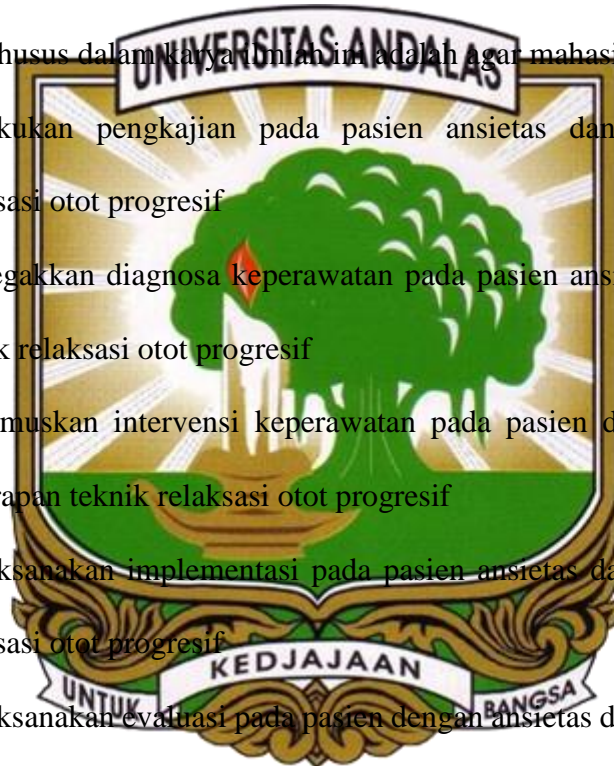 UNIVERSITAS ANDALAS
husus dalam karya ilmiah ini adalah agar mahasi
kukan pengkajian pada pasien ansietas dan
sasi otot progresif
egakkan diagnosa keperawatan pada pasien ansi
k relaksasi otot progresif
muskan intervensi keperawatan pada pasien d
rapan teknik relaksasi otot progresif
ksanakan implementasi pada pasien ansietas da
sasi otot progresif
KEDJAJAAN
UNTUK BANGSA
ksanakan evaluasi pada pasien dengan ansietas d